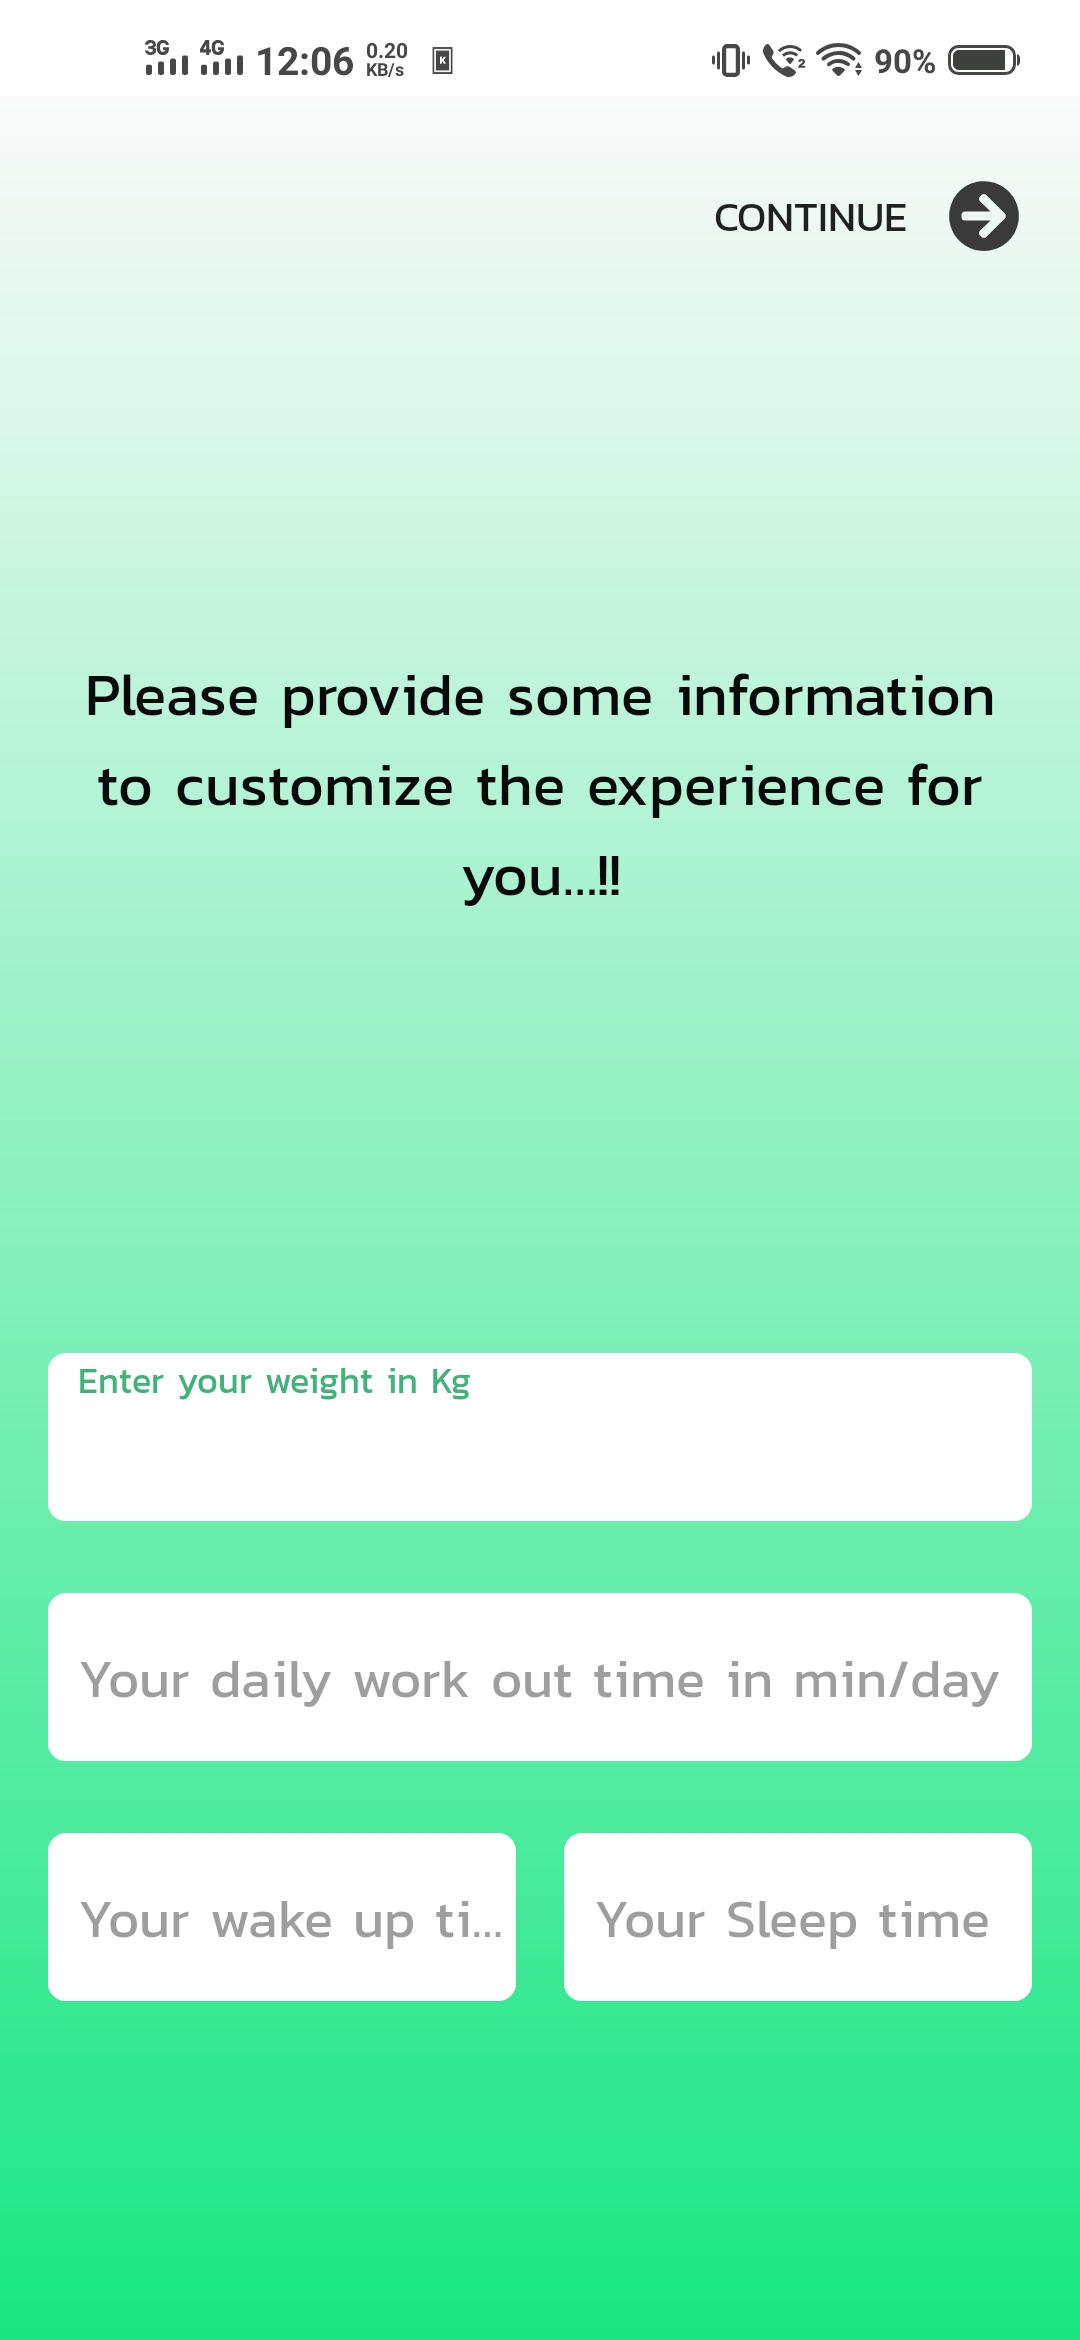 3G 4G 12:06 0.20 KB/s K 2 90%
CONTINUE
Please provide some information
to customize the experience for
you...!!
Enter your weight in Kg
Your daily work out time in min/day
Your wake up ti... Your Sleep time